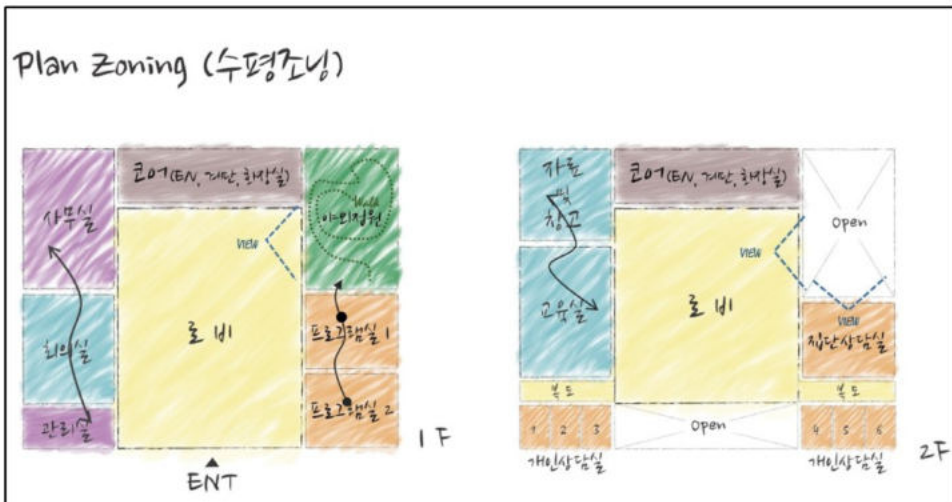 Plan Zoning (수평조닝)
코어(EN, 계단, 화장실)
사무실
Walk
야외정원
VIEW
로비
회의실
프로그램실 1
프로그램실 2
관리실
1F
ENT
자료
및
창고
코어(EN, 계단, 화장실)
Open
VIEW
교육실
로비
VIEW
집단상담실
복도
복도
1 2 3
Open
4 5 6
개인상담실
개인상담실
2F